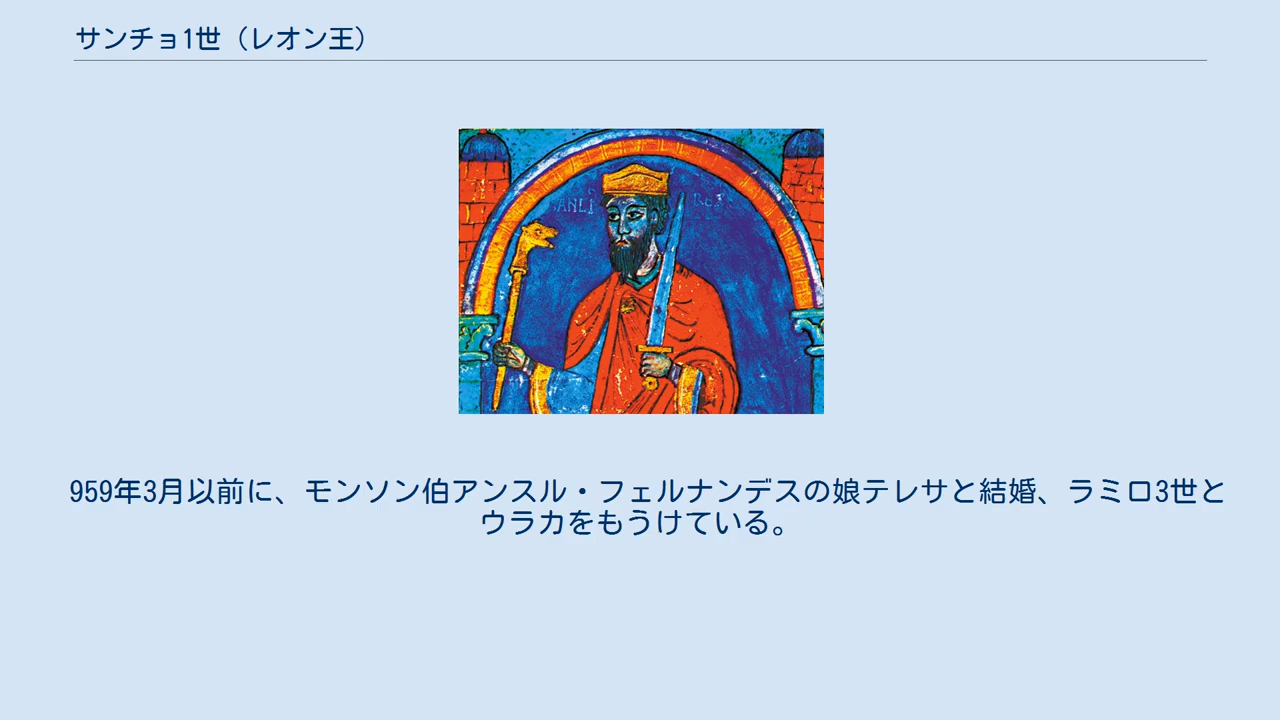 サンチョ1世（レオン王）
959年3月以前に、モンソン伯アンスル・フェルナンデスの娘テレサと結婚、ラミロ3世と
ウラカをもうけている。